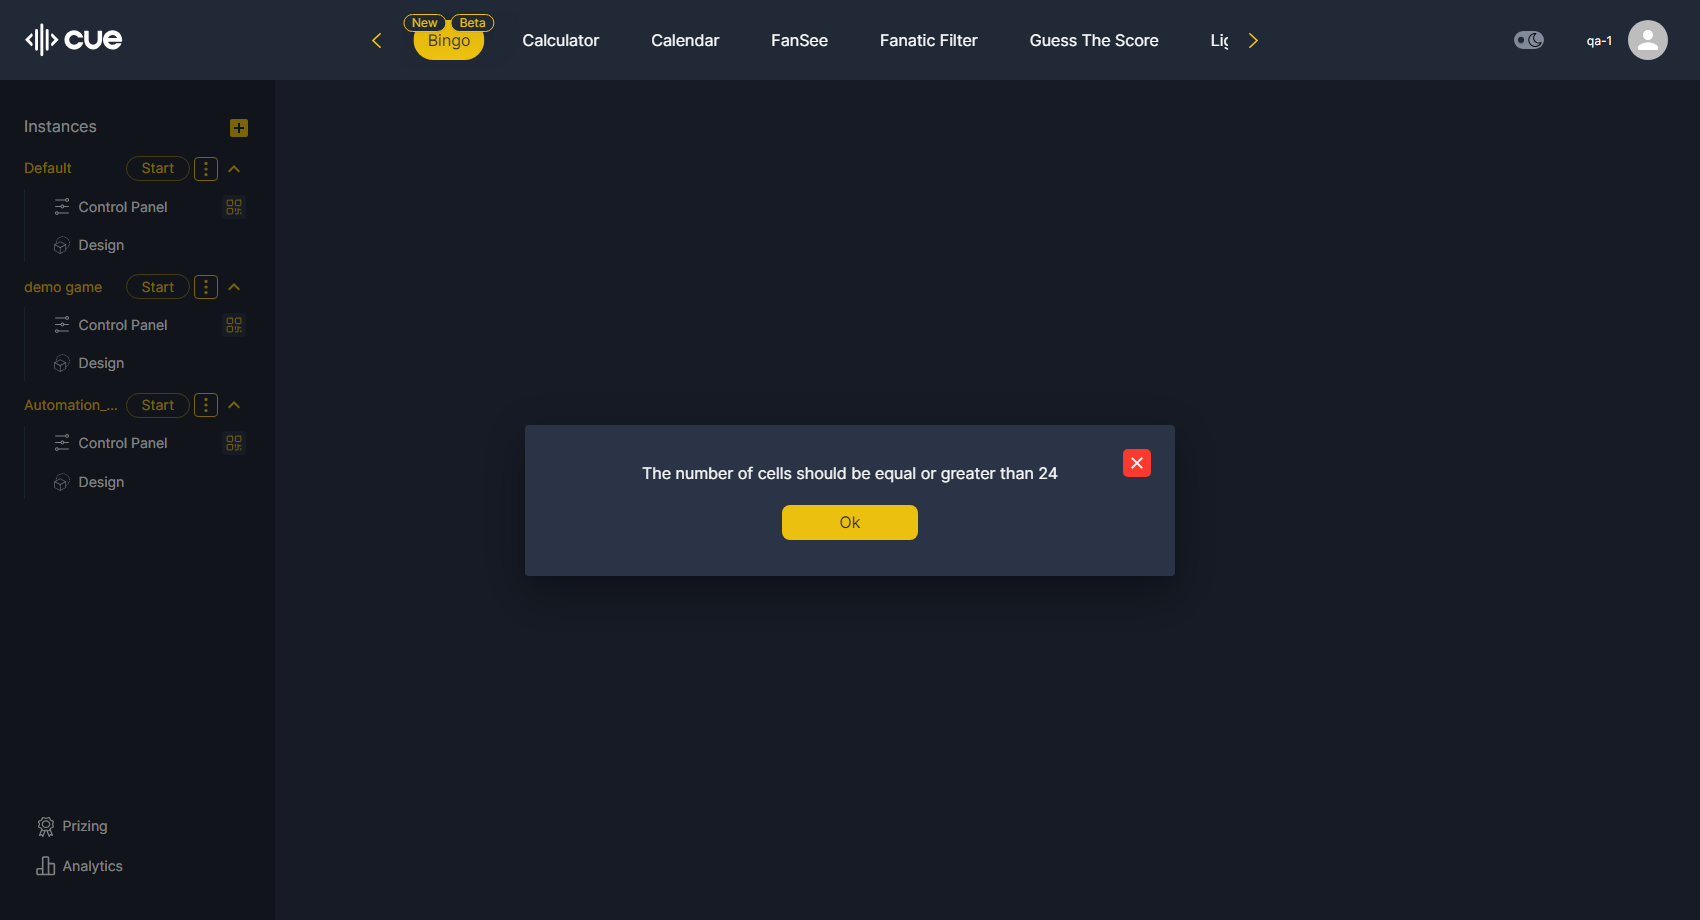 cue
New
Beta
Bingo
Calculator
Calendar
FanSee
Fanatic Filter
Guess The Score
Lig
qa-1
Instances
Default
Start
Control Panel
Design
demo game
Start
Control Panel
Design
Automation_...
Start
Control Panel
Design
The number of cells should be equal or greater than 24
Ok
Prizing
Analytics